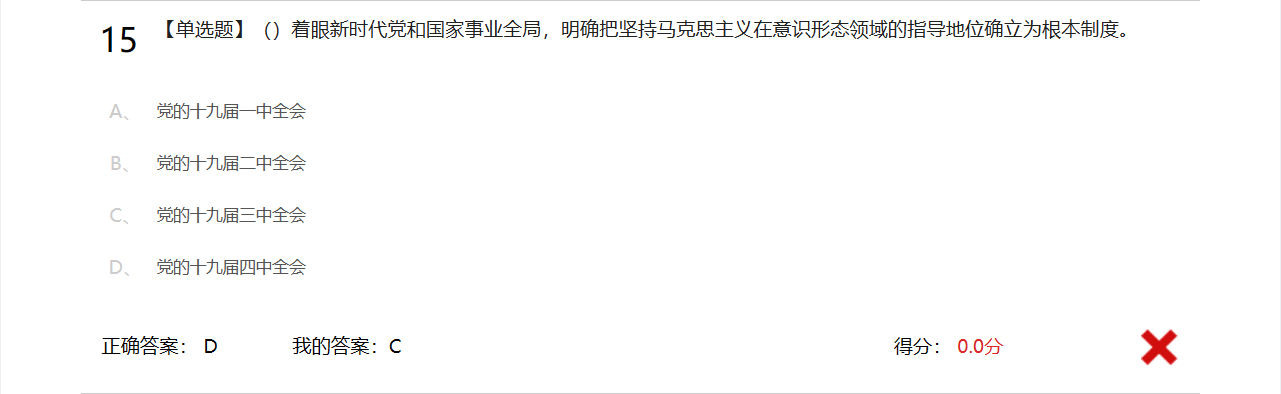 15 【单选题】（）着眼新时代党和国家事业全局，明确把坚持马克思主义在意识形态领域的指导地位确立为根本制度。
A、 党的十九届一中全会
B、 党的十九届二中全会
C、 党的十九届三中全会
D、 党的十九届四中全会
正确答案： D 我的答案：C 得分： 0.0分